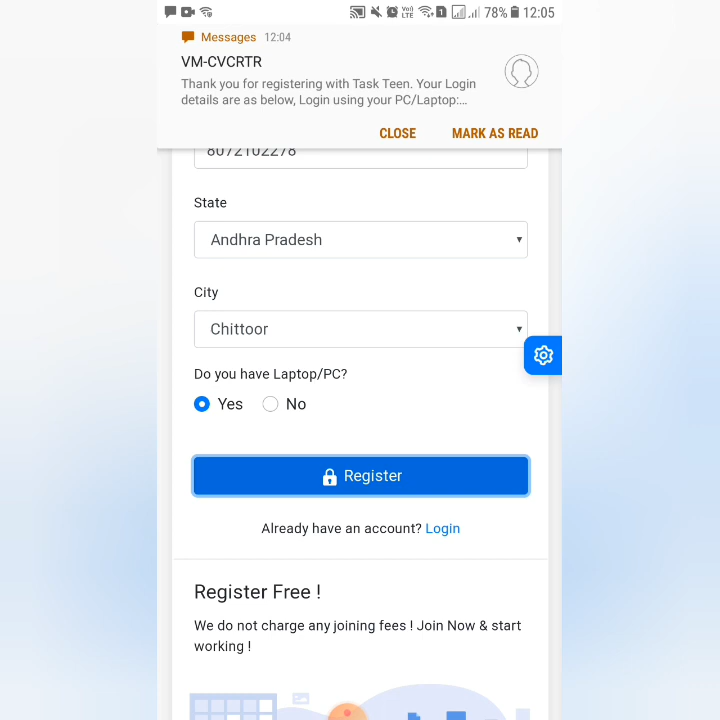 78% 12:05
Messages 12:04
VM-CVCRTR
Thank you for registering with Task Teen. Your Login
details are as below, Login using your PC/Laptop:...
CLOSE MARK AS READ
8072102278
State
Andhra Pradesh
City
Chittoor
Do you have Laptop/PC?
Yes No
Register
Already have an account? Login
Register Free !
We do not charge any joining fees ! Join Now & start
working !